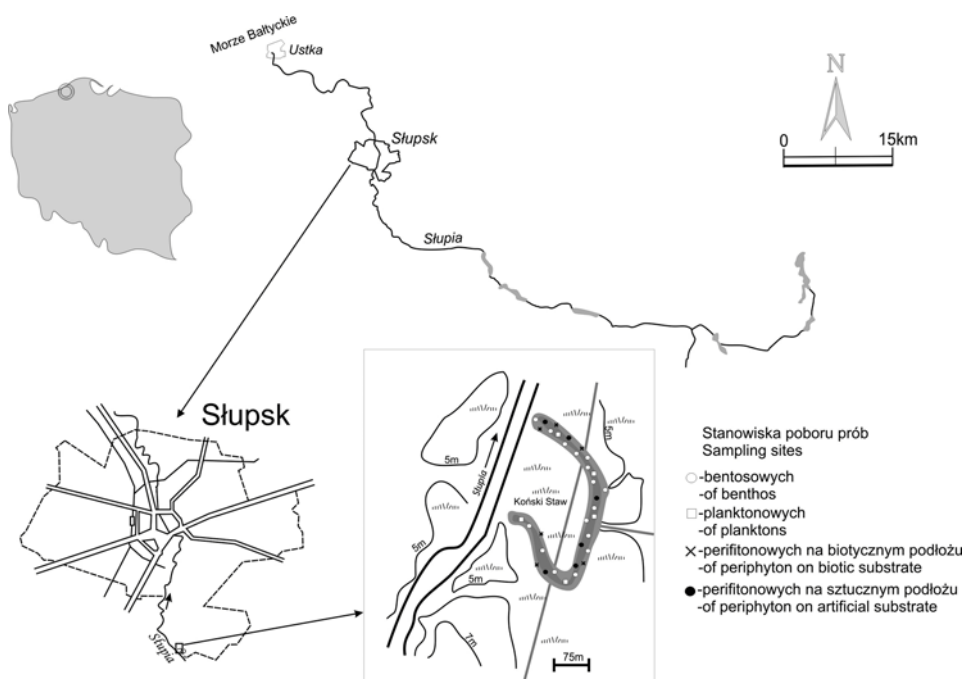 Morze Bałtyckie
Ustka
N
0 15km
Słupsk
Słupia
Słupsk
Słupia
5m
Słupia
5m
5m
7m
5m
Koński Staw
5m
5m
75m
Stanowiska poboru prób
Sampling sites
-bentosowych
-of benthos
-planktonowych
-of planktons
-perifitonowych na biotycznym podłożu
-of periphyton on biotic substrate
-perifitonowych na sztucznym podłożu
-of periphyton on artificial substrate